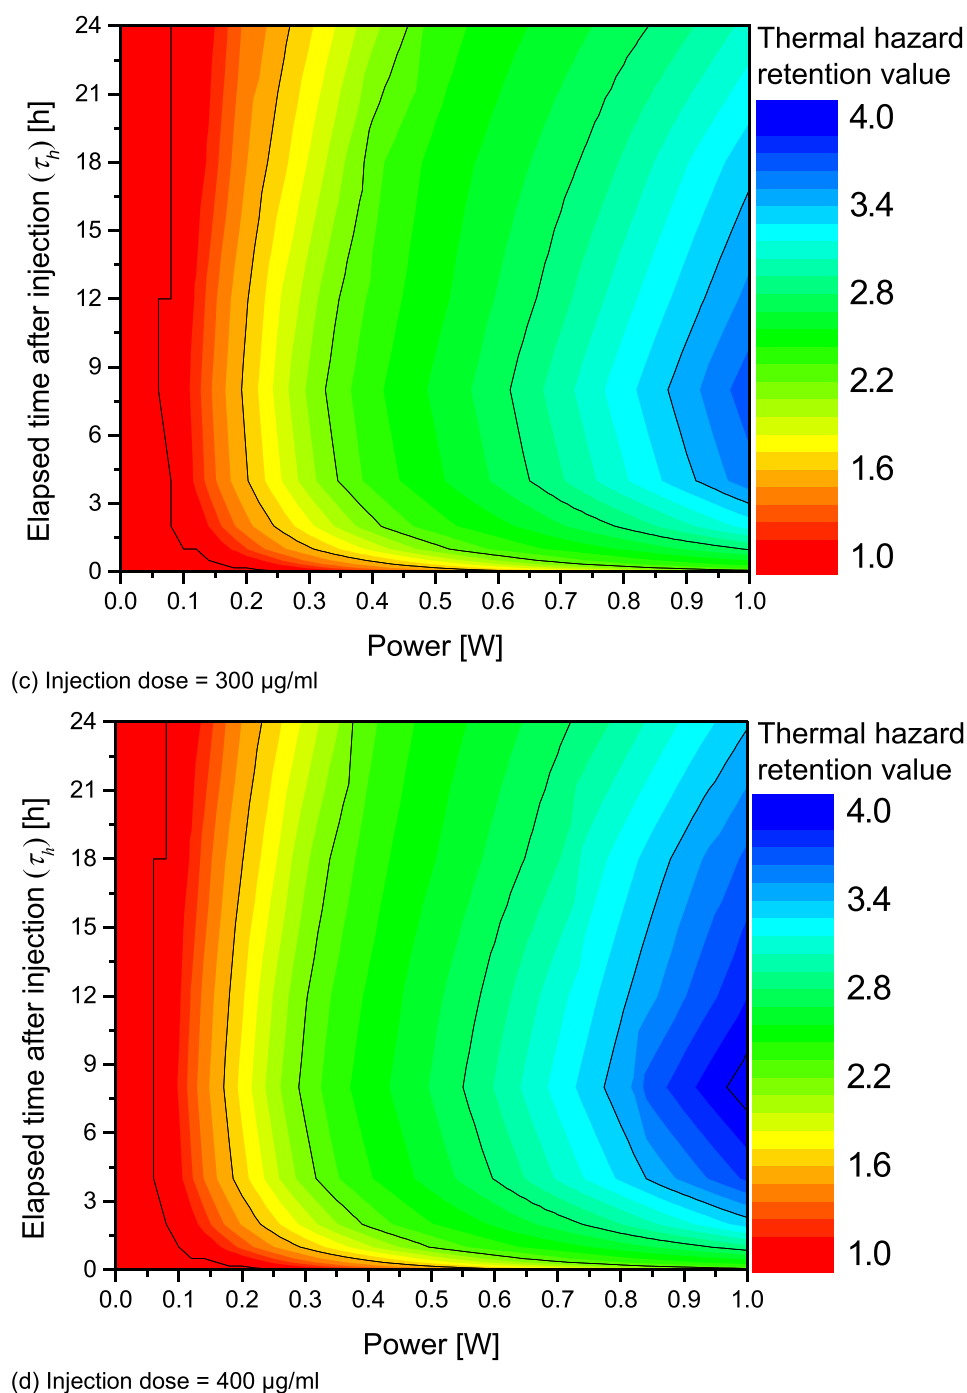 Thermal hazard
retention value
Elapsed time after injection (τh) [h]
24
21
18
15
12
9
6
3
0
4.0
3.4
2.8
2.2
1.6
1.0
0.0 0.1 0.2 0.3 0.4 0.5 0.6 0.7 0.8 0.9 1.0
Power [W]
(c) Injection dose = 300 µg/ml
Thermal hazard
retention value
Elapsed time after injection (τh) [h]
24
21
18
15
12
9
6
3
0
4.0
3.4
2.8
2.2
1.6
1.0
0.0 0.1 0.2 0.3 0.4 0.5 0.6 0.7 0.8 0.9 1.0
Power [W]
(d) Injection dose = 400 µg/ml